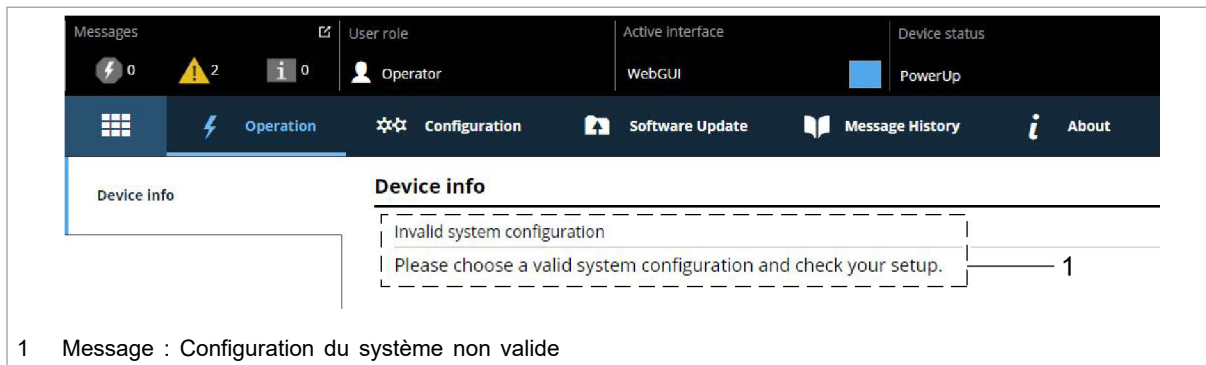 Messages User role Active interface Device status
0 2 0 Operator WebGUI PowerUp
Operation Configuration Software Update Message History About
Device info Device info
Invalid system configuration
Please choose a valid system configuration and check your setup. 1
1 Message : Configuration du système non valide